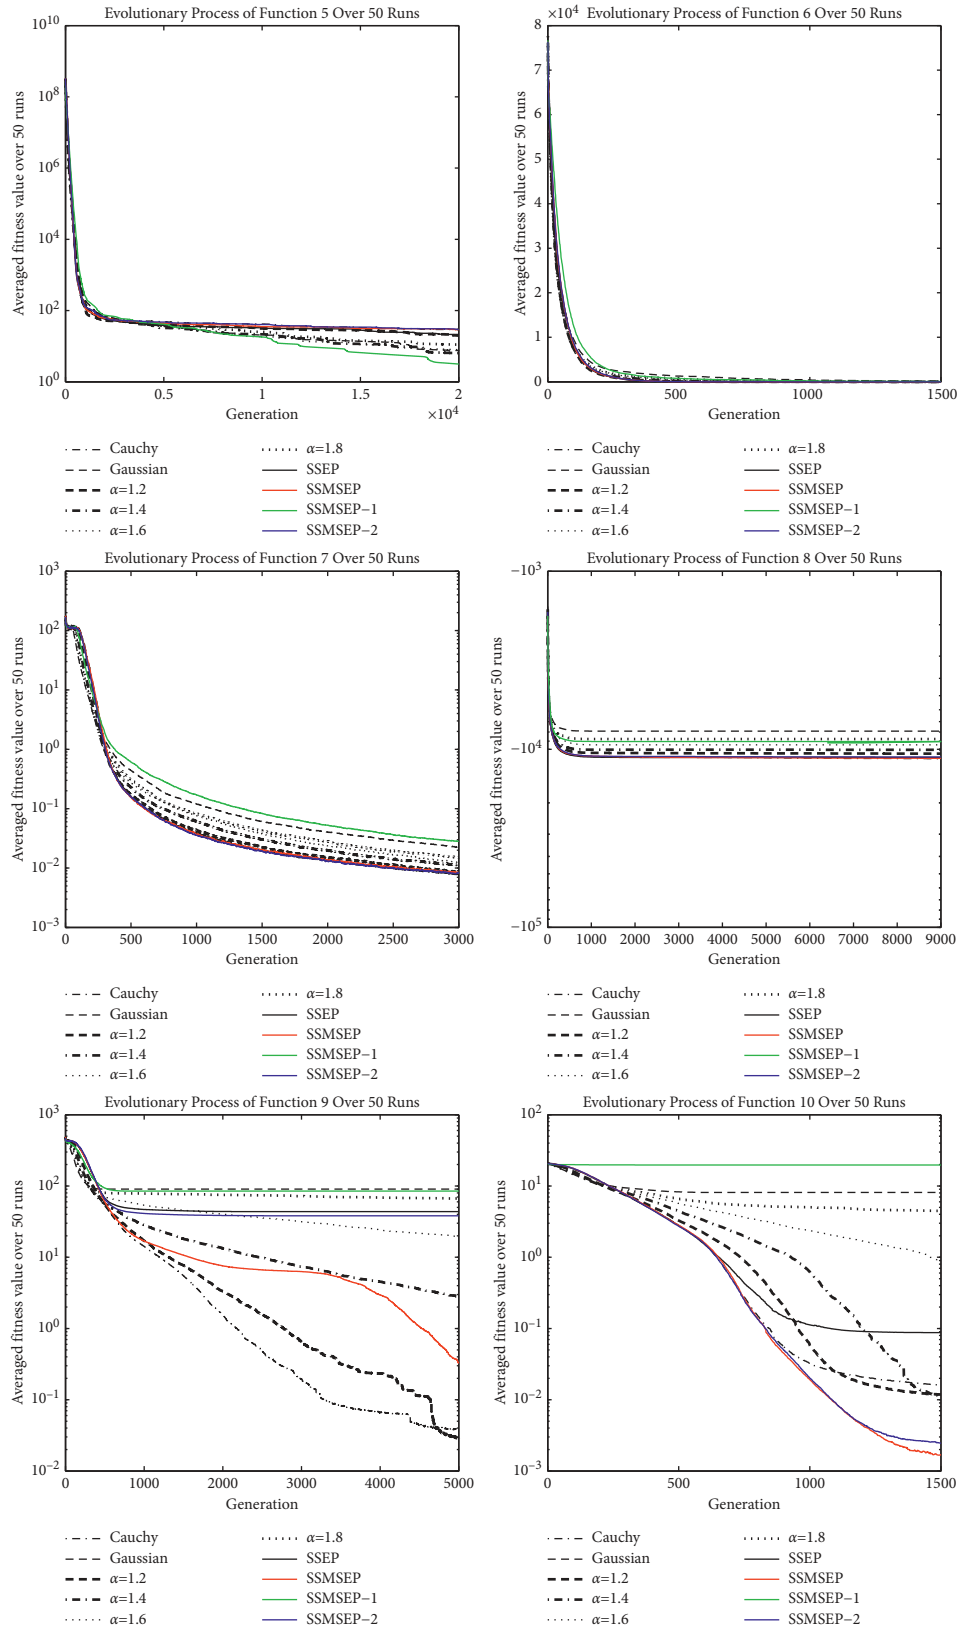 Evolutionary Process of Function 5 Over 50 Runs
Averaged fitness value over 50 runs
10^10
10^8
10^6
10^4
10^2
10^0
0 0.5 1 1.5 2
×10^4
Generation
Cauchy
Gaussian
α=1.2
α=1.4
α=1.6
α=1.8
SSEP
SSMSEP
SSMSEP−1
SSMSEP−2
Evolutionary Process of Function 6 Over 50 Runs
×10^4
Averaged fitness value over 50 runs
8
7
6
5
4
3
2
1
0
0 500 1000 1500
Generation
Cauchy
Gaussian
α=1.2
α=1.4
α=1.6
α=1.8
SSEP
SSMSEP
SSMSEP−1
SSMSEP−2
Evolutionary Process of Function 7 Over 50 Runs
Averaged fitness value over 50 runs
10^3
10^2
10^1
10^0
10^−1
10^−2
10^−3
0 500 1000 1500 2000 2500 3000
Generation
Cauchy
Gaussian
α=1.2
α=1.4
α=1.6
α=1.8
SSEP
SSMSEP
SSMSEP−1
SSMSEP−2
Evolutionary Process of Function 8 Over 50 Runs
Averaged fitness value over 50 runs
−10^3
−10^4
−10^5
0 1000 2000 3000 4000 5000 6000 7000 8000 9000
Generation
Cauchy
Gaussian
α=1.2
α=1.4
α=1.6
α=1.8
SSEP
SSMSEP
SSMSEP−1
SSMSEP−2
Evolutionary Process of Function 9 Over 50 Runs
Averaged fitness value over 50 runs
10^3
10^2
10^1
10^0
10^−1
10^−2
0 1000 2000 3000 4000 5000
Generation
Cauchy
Gaussian
α=1.2
α=1.4
α=1.6
α=1.8
SSEP
SSMSEP
SSMSEP−1
SSMSEP−2
Evolutionary Process of Function 10 Over 50 Runs
Averaged fitness value over 50 runs
10^2
10^1
10^0
10^−1
10^−2
10^−3
0 500 1000 1500
Generation
Cauchy
Gaussian
α=1.2
α=1.4
α=1.6
α=1.8
SSEP
SSMSEP
SSMSEP−1
SSMSEP−2